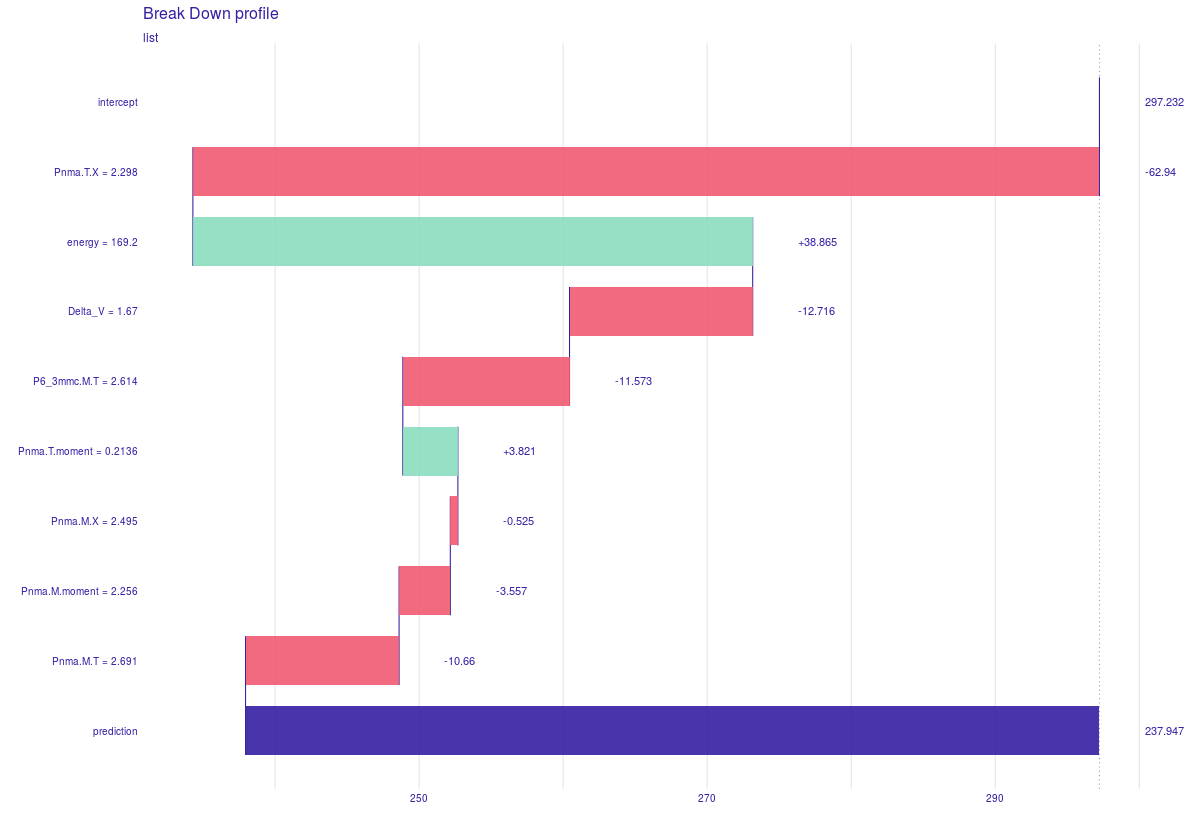 Break Down profile
list
intercept 297.232
Pnma.T.X = 2.298 -62.94
energy = 169.2 +38.865
Delta_V = 1.67 -12.716
P6_3mmc.M.T = 2.614 -11.573
Pnma.T.moment = 0.2136 +3.821
Pnma.M.X = 2.495 -0.525
Pnma.M.moment = 2.256 -3.557
Pnma.M.T = 2.691 -10.66
prediction 237.947
250 270 290